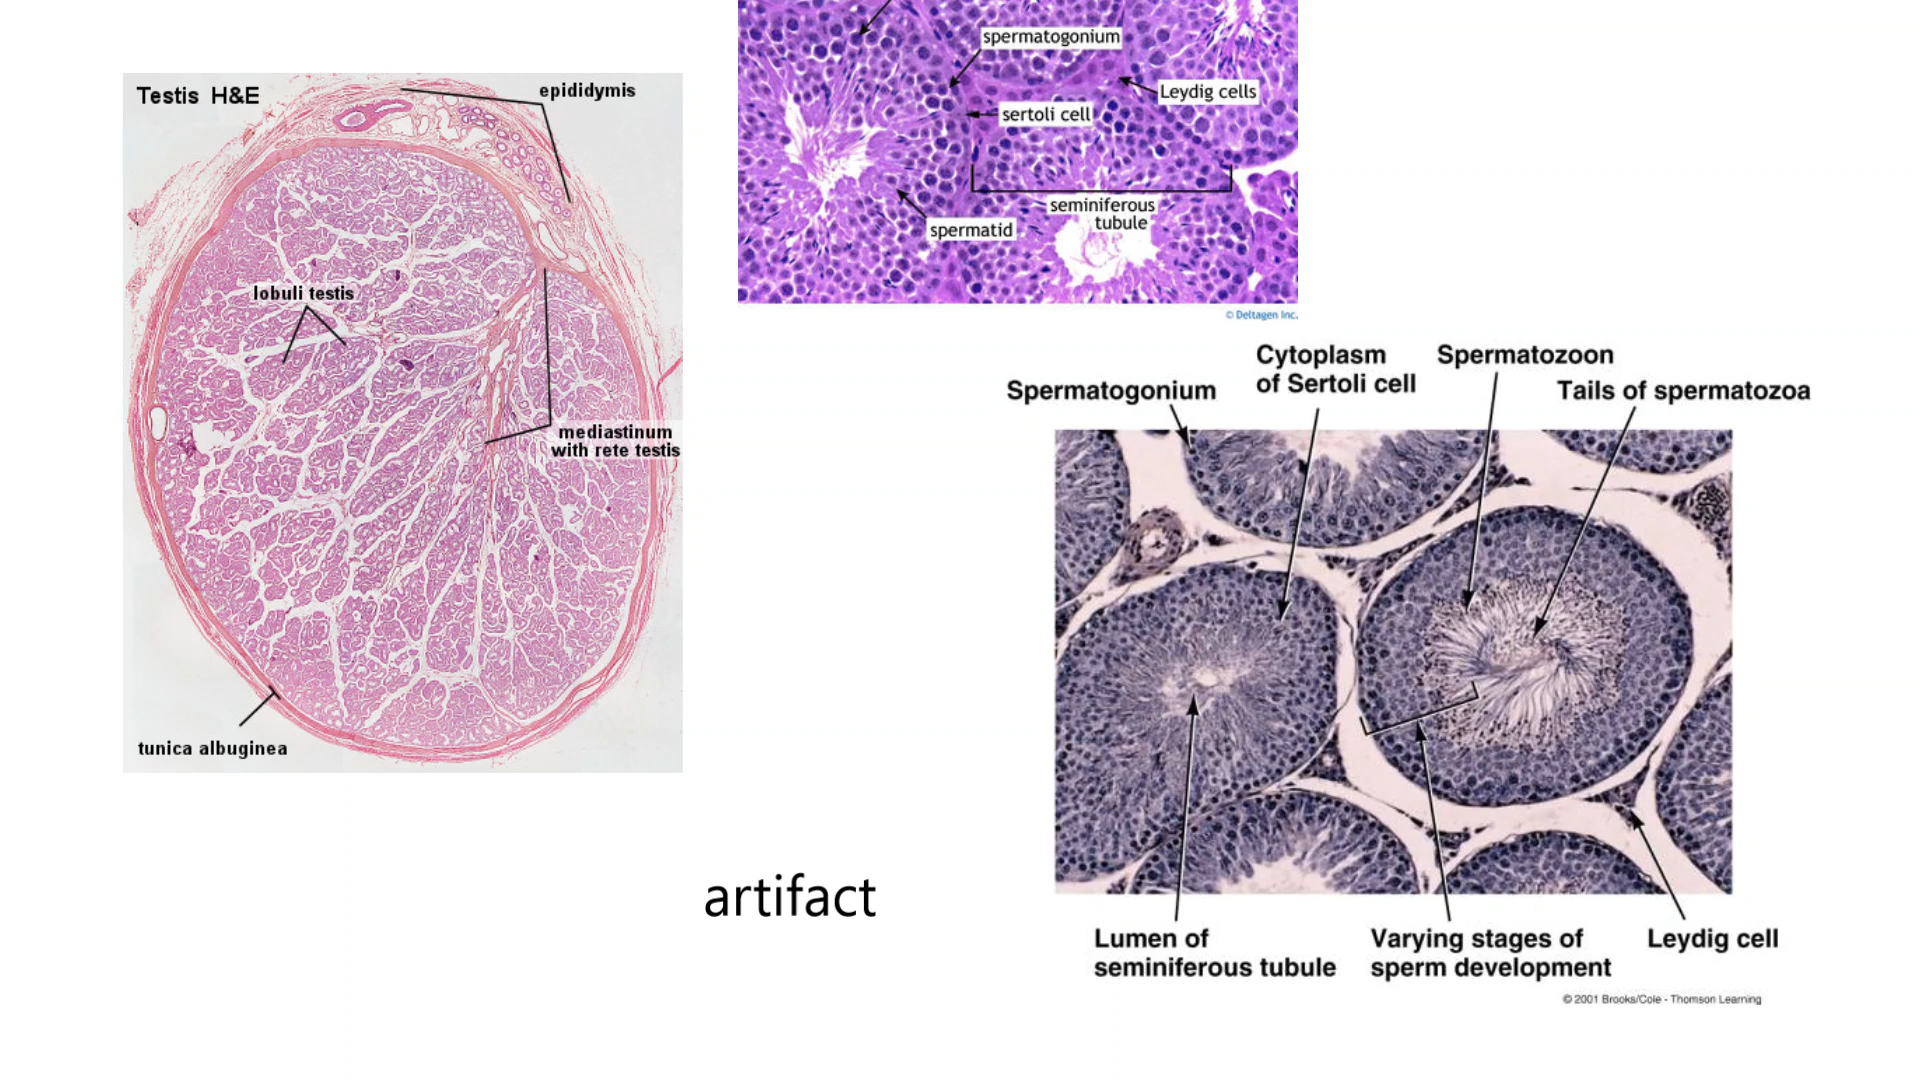 Testis H&E
epididymis
lobuli testis
mediastinum
with rete testis
tunica albuginea
spermatogonium
Leydig cells
sertoli cell
seminiferous
tubule
spermatid
© Deltagen Inc.
Cytoplasm
of Sertoli cell
Spermatozoon
Spermatogonium
Tails of spermatozoa
Lumen of
seminiferous tubule
Varying stages of
sperm development
Leydig cell
© 2001 Brooks/Cole - Thomson Learning
artifact